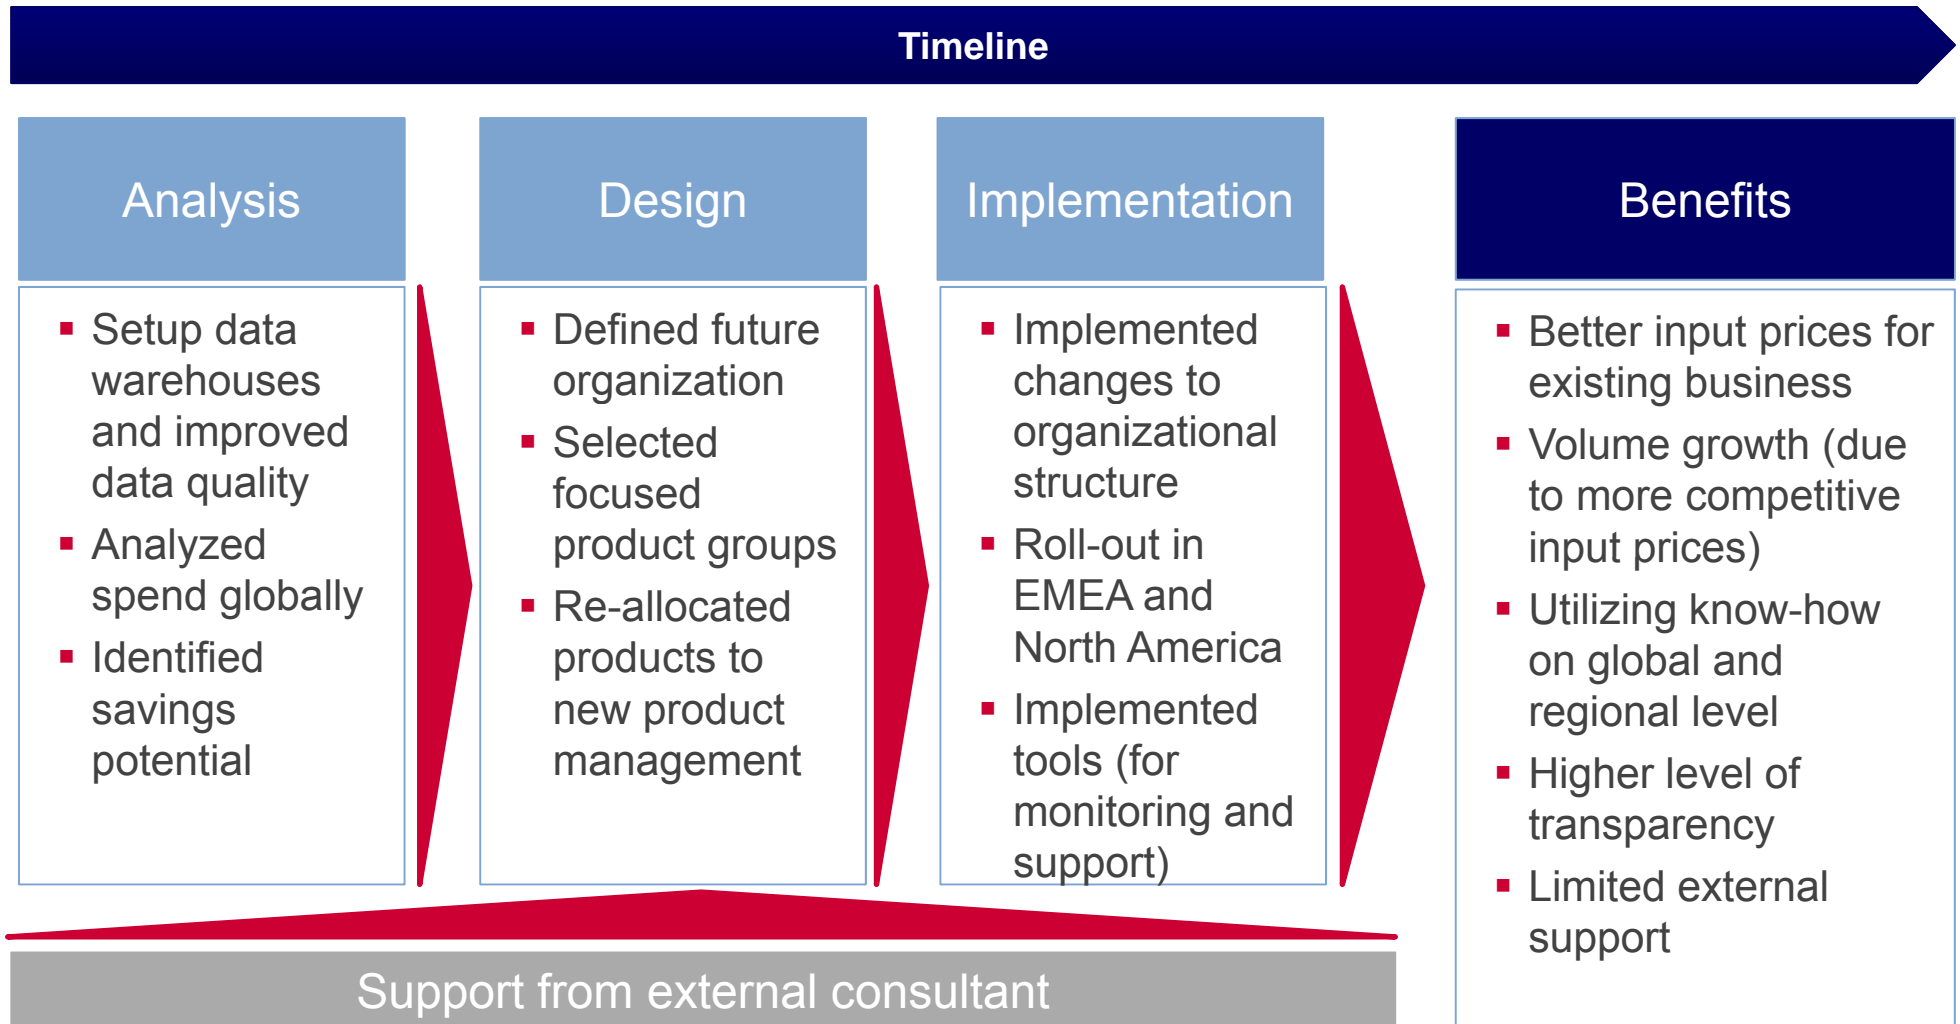 Timeline
Analysis
▪ Setup data
warehouses
and improved
data quality
▪ Analyzed
spend globally
▪ Identified
savings
potential
Design
▪ Defined future
organization
▪ Selected
focused
product groups
▪ Re-allocated
products to
new product
management
Implementation
▪ Implemented
changes to
organizational
structure
▪ Roll-out in
EMEA and
North America
▪ Implemented
tools (for
monitoring and
support)
Support from external consultant
Benefits
▪ Better input prices for
existing business
▪ Volume growth (due
to more competitive
input prices)
▪ Utilizing know-how
on global and
regional level
▪ Higher level of
transparency
▪ Limited external
support